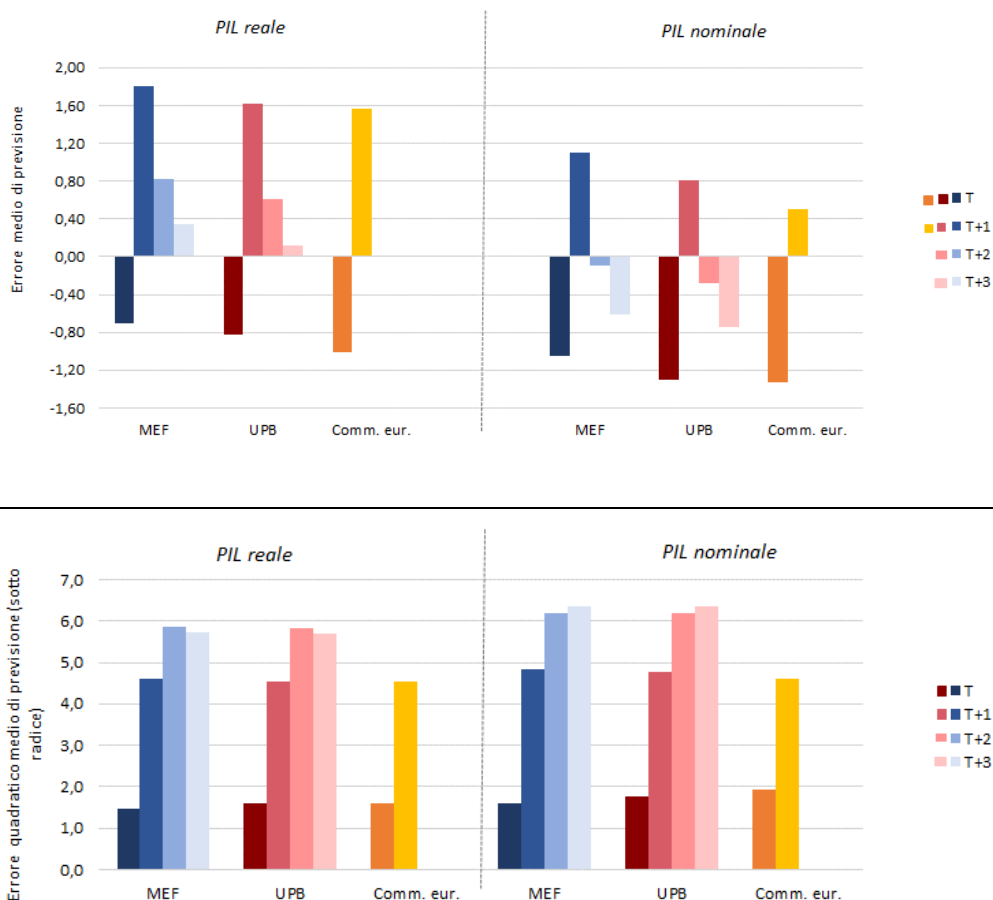 PIL reale
PIL nominale
Errore medio di previsione
2,00
1,60
1,20
0,80
0,40
0,00
-0,40
-0,80
-1,20
-1,60
MEF
UPB
Comm. eur.
MEF
UPB
Comm. eur.
T
T+1
T+2
T+3
PIL reale
PIL nominale
Errore quadratico medio di previsione (sotto
radice)
7,0
6,0
5,0
4,0
3,0
2,0
1,0
0,0
MEF
UPB
Comm. eur.
MEF
UPB
Comm. eur.
T
T+1
T+2
T+3